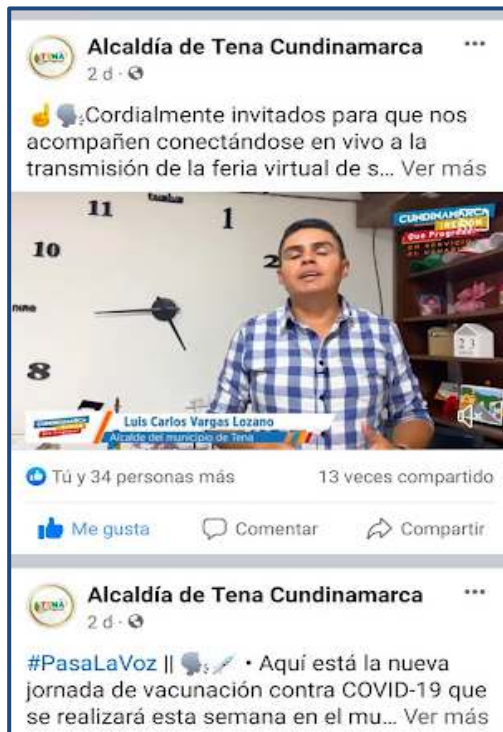 Alcaldía de Tena Cundinamarca
2 d ·
Cordialmente invitados para que nos
acompañen conectándose en vivo a la
transmisión de la feria virtual de s... Ver más
11
1
10
2
8
CUNDINAMARCA
¡REGIÓN
Que Progresa!
23
Luis Carlos Vargas Lozano
Alcalde del municipio de Tena
Tú y 34 personas más
13 veces compartido
Me gusta
Comentar
Compartir
Alcaldía de Tena Cundinamarca
2 d ·
#PasaLaVoz || • Aquí está la nueva
jornada de vacunación contra COVID-19 que
se realizará esta semana en el mu... Ver más